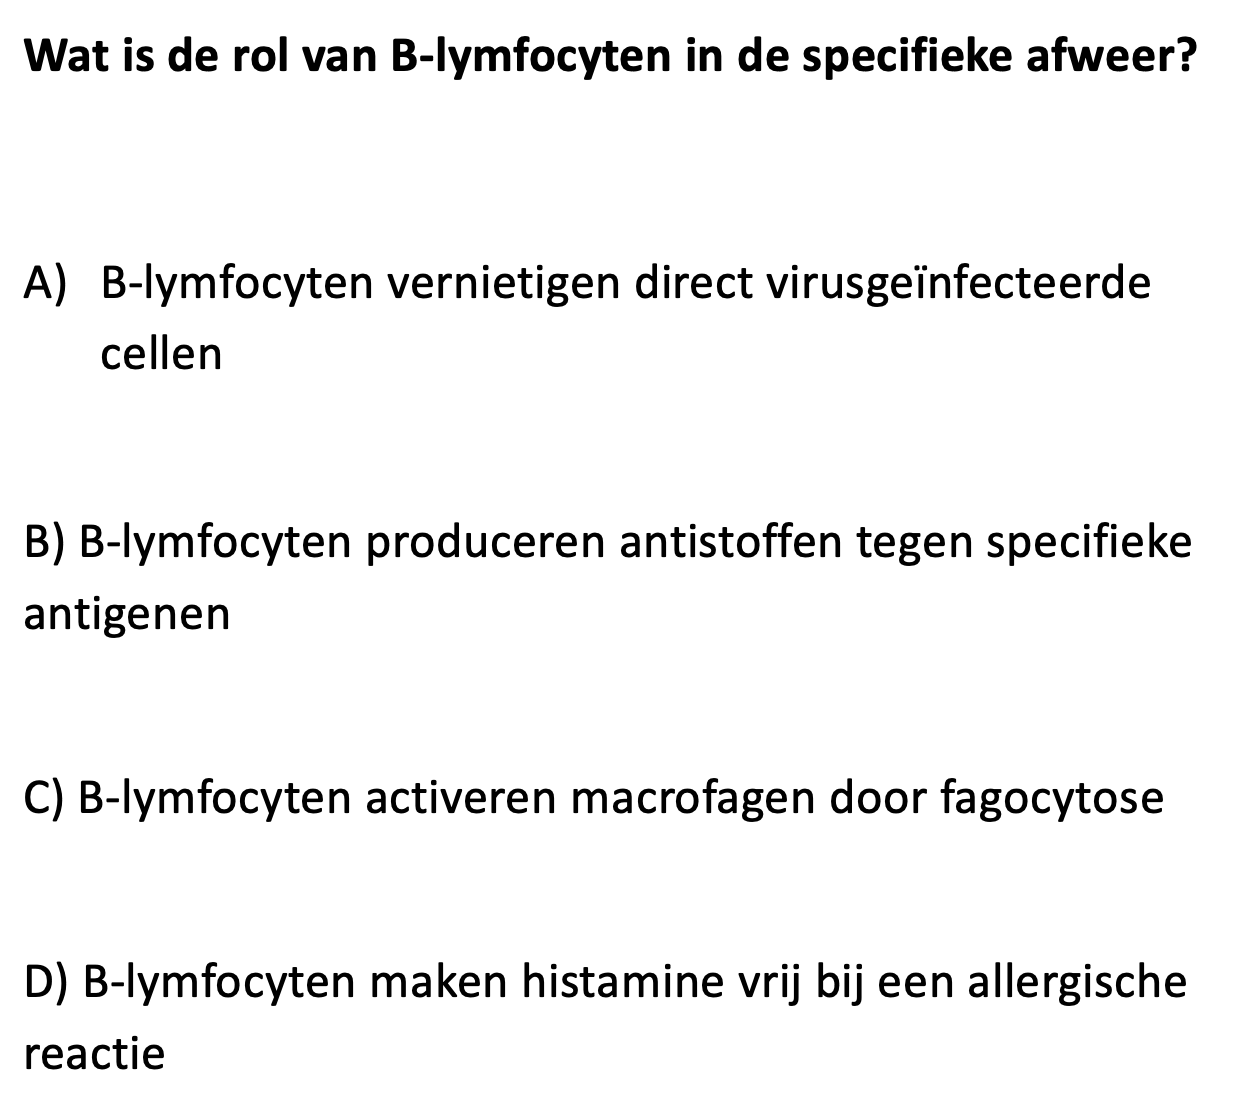 Wat is de rol van B-lymfocyten in de specifieke afweer?
A) B-lymfocyten vernietigen direct virusgeïnfecteerde
cellen
B) B-lymfocyten produceren antistoffen tegen specifieke
antigenen
C) B-lymfocyten activeren macrofagen door fagocytose
D) B-lymfocyten maken histamine vrij bij een allergische
reactie